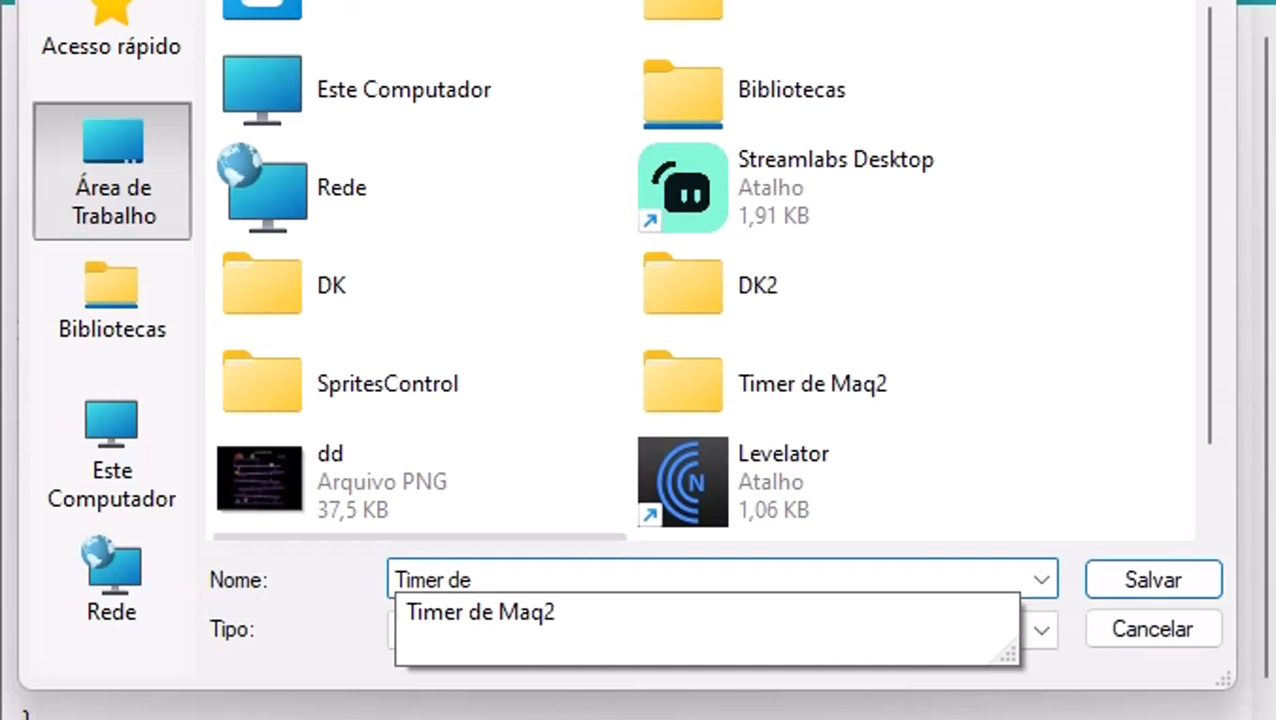 Acesso rápido
Área de
Trabalho
Bibliotecas
Este
Computador
Rede
Este Computador
Bibliotecas
Rede
Streamlabs Desktop
Atalho
1,91 KB
DK
DK2
SpritesControl
Timer de Maq2
dd
Arquivo PNG
37,5 KB
Levelator
Atalho
1,06 KB
N
Nome:
Timer de
Salvar
Timer de Maq2
Tipo:
Cancelar
}